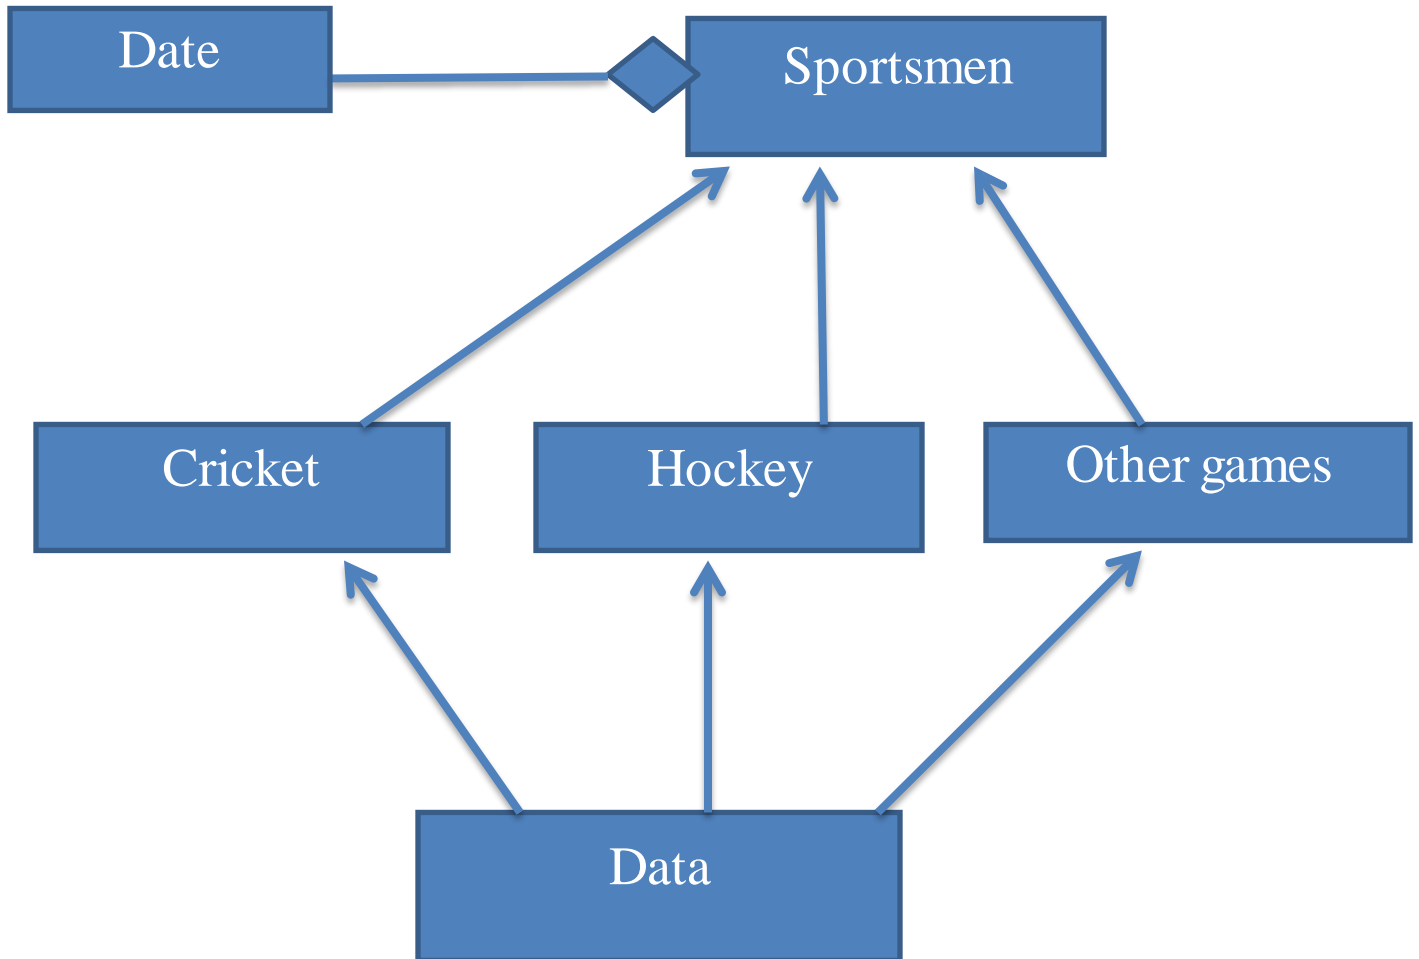 Date
Sportsmen
Cricket
Hockey
Other games
Data